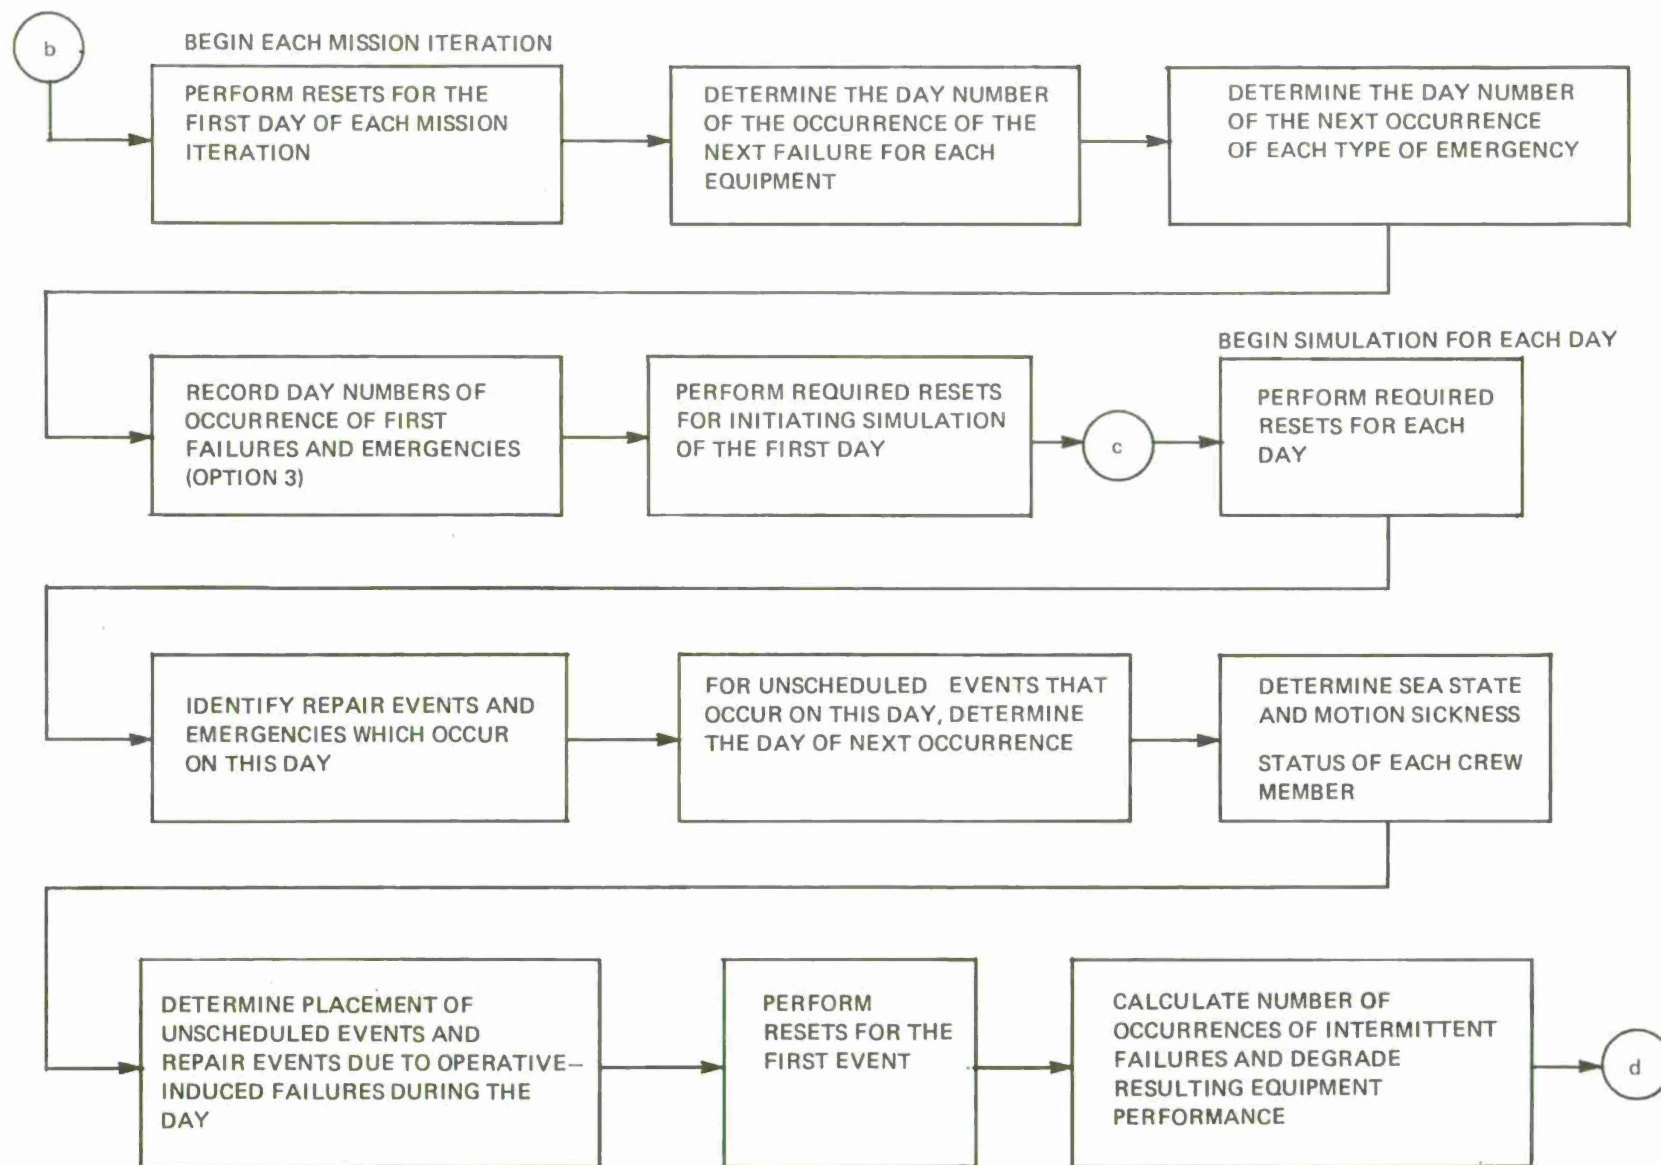 b
BEGIN EACH MISSION ITERATION
PERFORM RESETS FOR THE
FIRST DAY OF EACH MISSION
ITERATION
DETERMINE THE DAY NUMBER
OF THE OCCURRENCE OF THE
NEXT FAILURE FOR EACH
EQUIPMENT
DETERMINE THE DAY NUMBER
OF THE NEXT OCCURRENCE
OF EACH TYPE OF EMERGENCY
RECORD DAY NUMBERS OF
OCCURRENCE OF FIRST
FAILURES AND EMERGENCIES
(OPTION 3)
PERFORM REQUIRED RESETS
FOR INITIATING SIMULATION
OF THE FIRST DAY
c
BEGIN SIMULATION FOR EACH DAY
PERFORM REQUIRED
RESETS FOR EACH
DAY
IDENTIFY REPAIR EVENTS AND
EMERGENCIES WHICH OCCUR
ON THIS DAY
FOR UNSCHEDULED EVENTS THAT
OCCUR ON THIS DAY, DETERMINE
THE DAY OF NEXT OCCURRENCE
DETERMINE SEA STATE
AND MOTION SICKNESS
STATUS OF EACH CREW
MEMBER
DETERMINE PLACEMENT OF
UNSCHEDULED EVENTS AND
REPAIR EVENTS DUE TO OPERATIVE–
INDUCED FAILURES DURING THE
DAY
PERFORM
RESETS FOR THE
FIRST EVENT
CALCULATE NUMBER OF
OCCURRENCES OF INTERMITTENT
FAILURES AND DEGRADE
RESULTING EQUIPMENT
PERFORMANCE
d